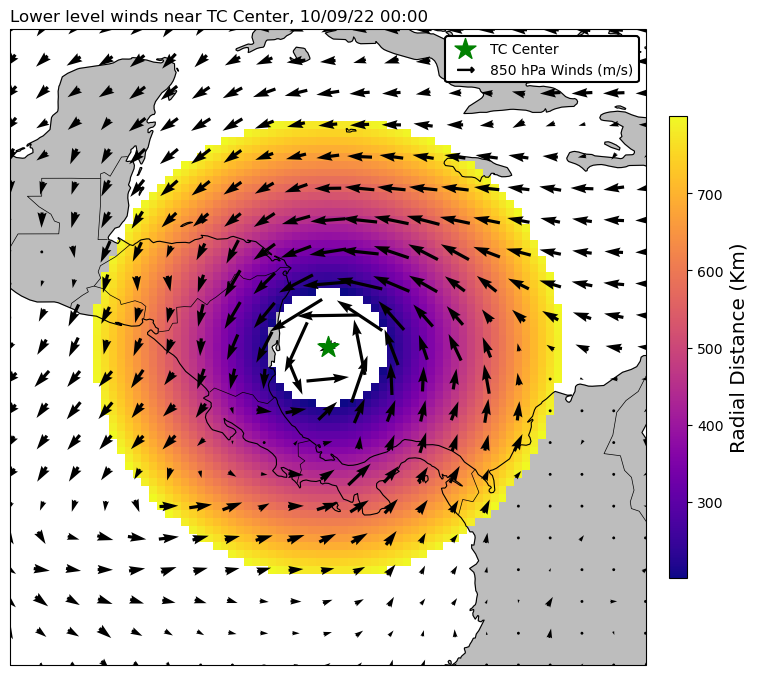 Lower level winds near TC Center, 10/09/22 00:00
TC Center
850 hPa Winds (m/s)
700
600
500
400
300
Radial Distance (Km)